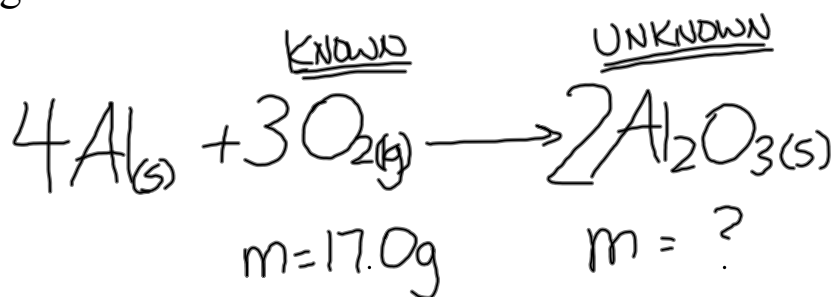 KNOWN UNKNOWN
4Al(s) + 3O2(g) → 2Al2O3(s)
m=17.0g m = ?